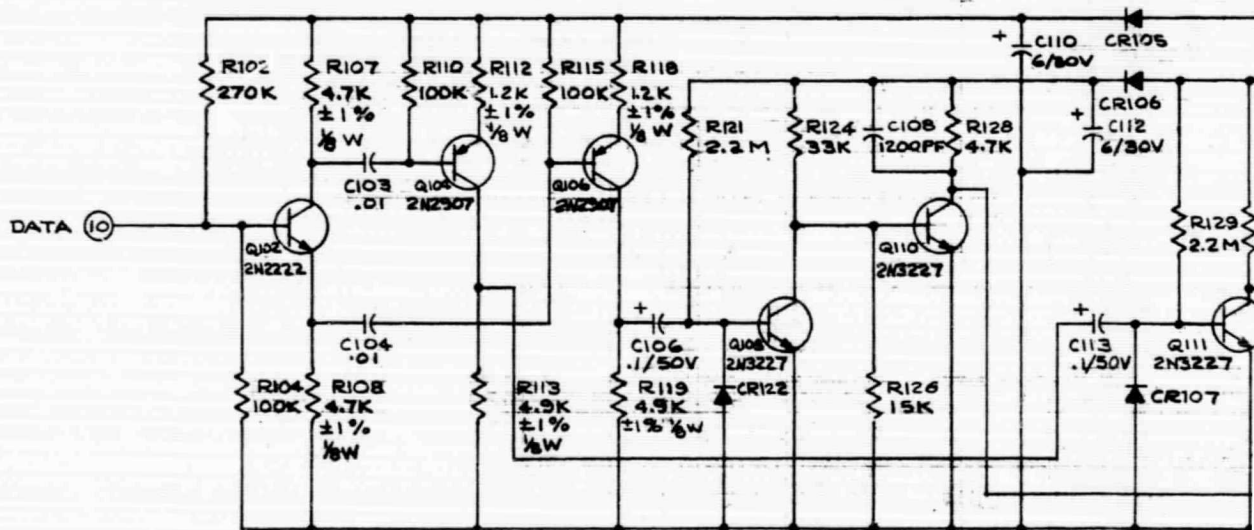 R102
270K
R107
4.7K
±1%
⅛ W
R110
100K
R112
1.2K
±1%
⅛ W
R115
100K
R118
1.2K
±1%
⅛ W
+
C110
6/30V
CR105
CR106
R121
2.2M
R124
33K
C108
1200PF
R128
4.7K
+
C112
6/30V
C103
.01
Q104
2N2907
Q106
2N2907
DATA 10
Q102
2N2222
Q110
2N3227
R129
2.2M
C104
.01
+
C106
.1/50V
Q108
2N3227
CR122
+
C113
.1/50V
Q111
2N3227
CR107
R104
100K
R108
4.7K
±1%
⅛W
R113
4.9K
±1%
⅛W
R119
4.9K
±1% ⅛W
R126
15K